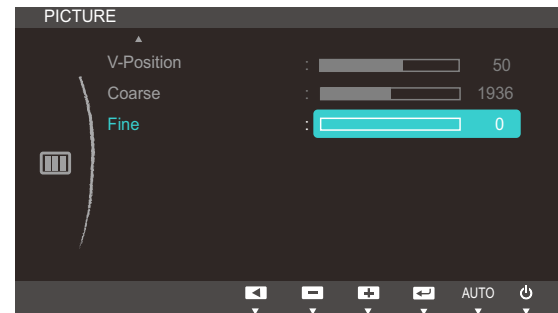 PICTURE
V-Position : 50
Coarse : 1936
Fine : 0
AUTO